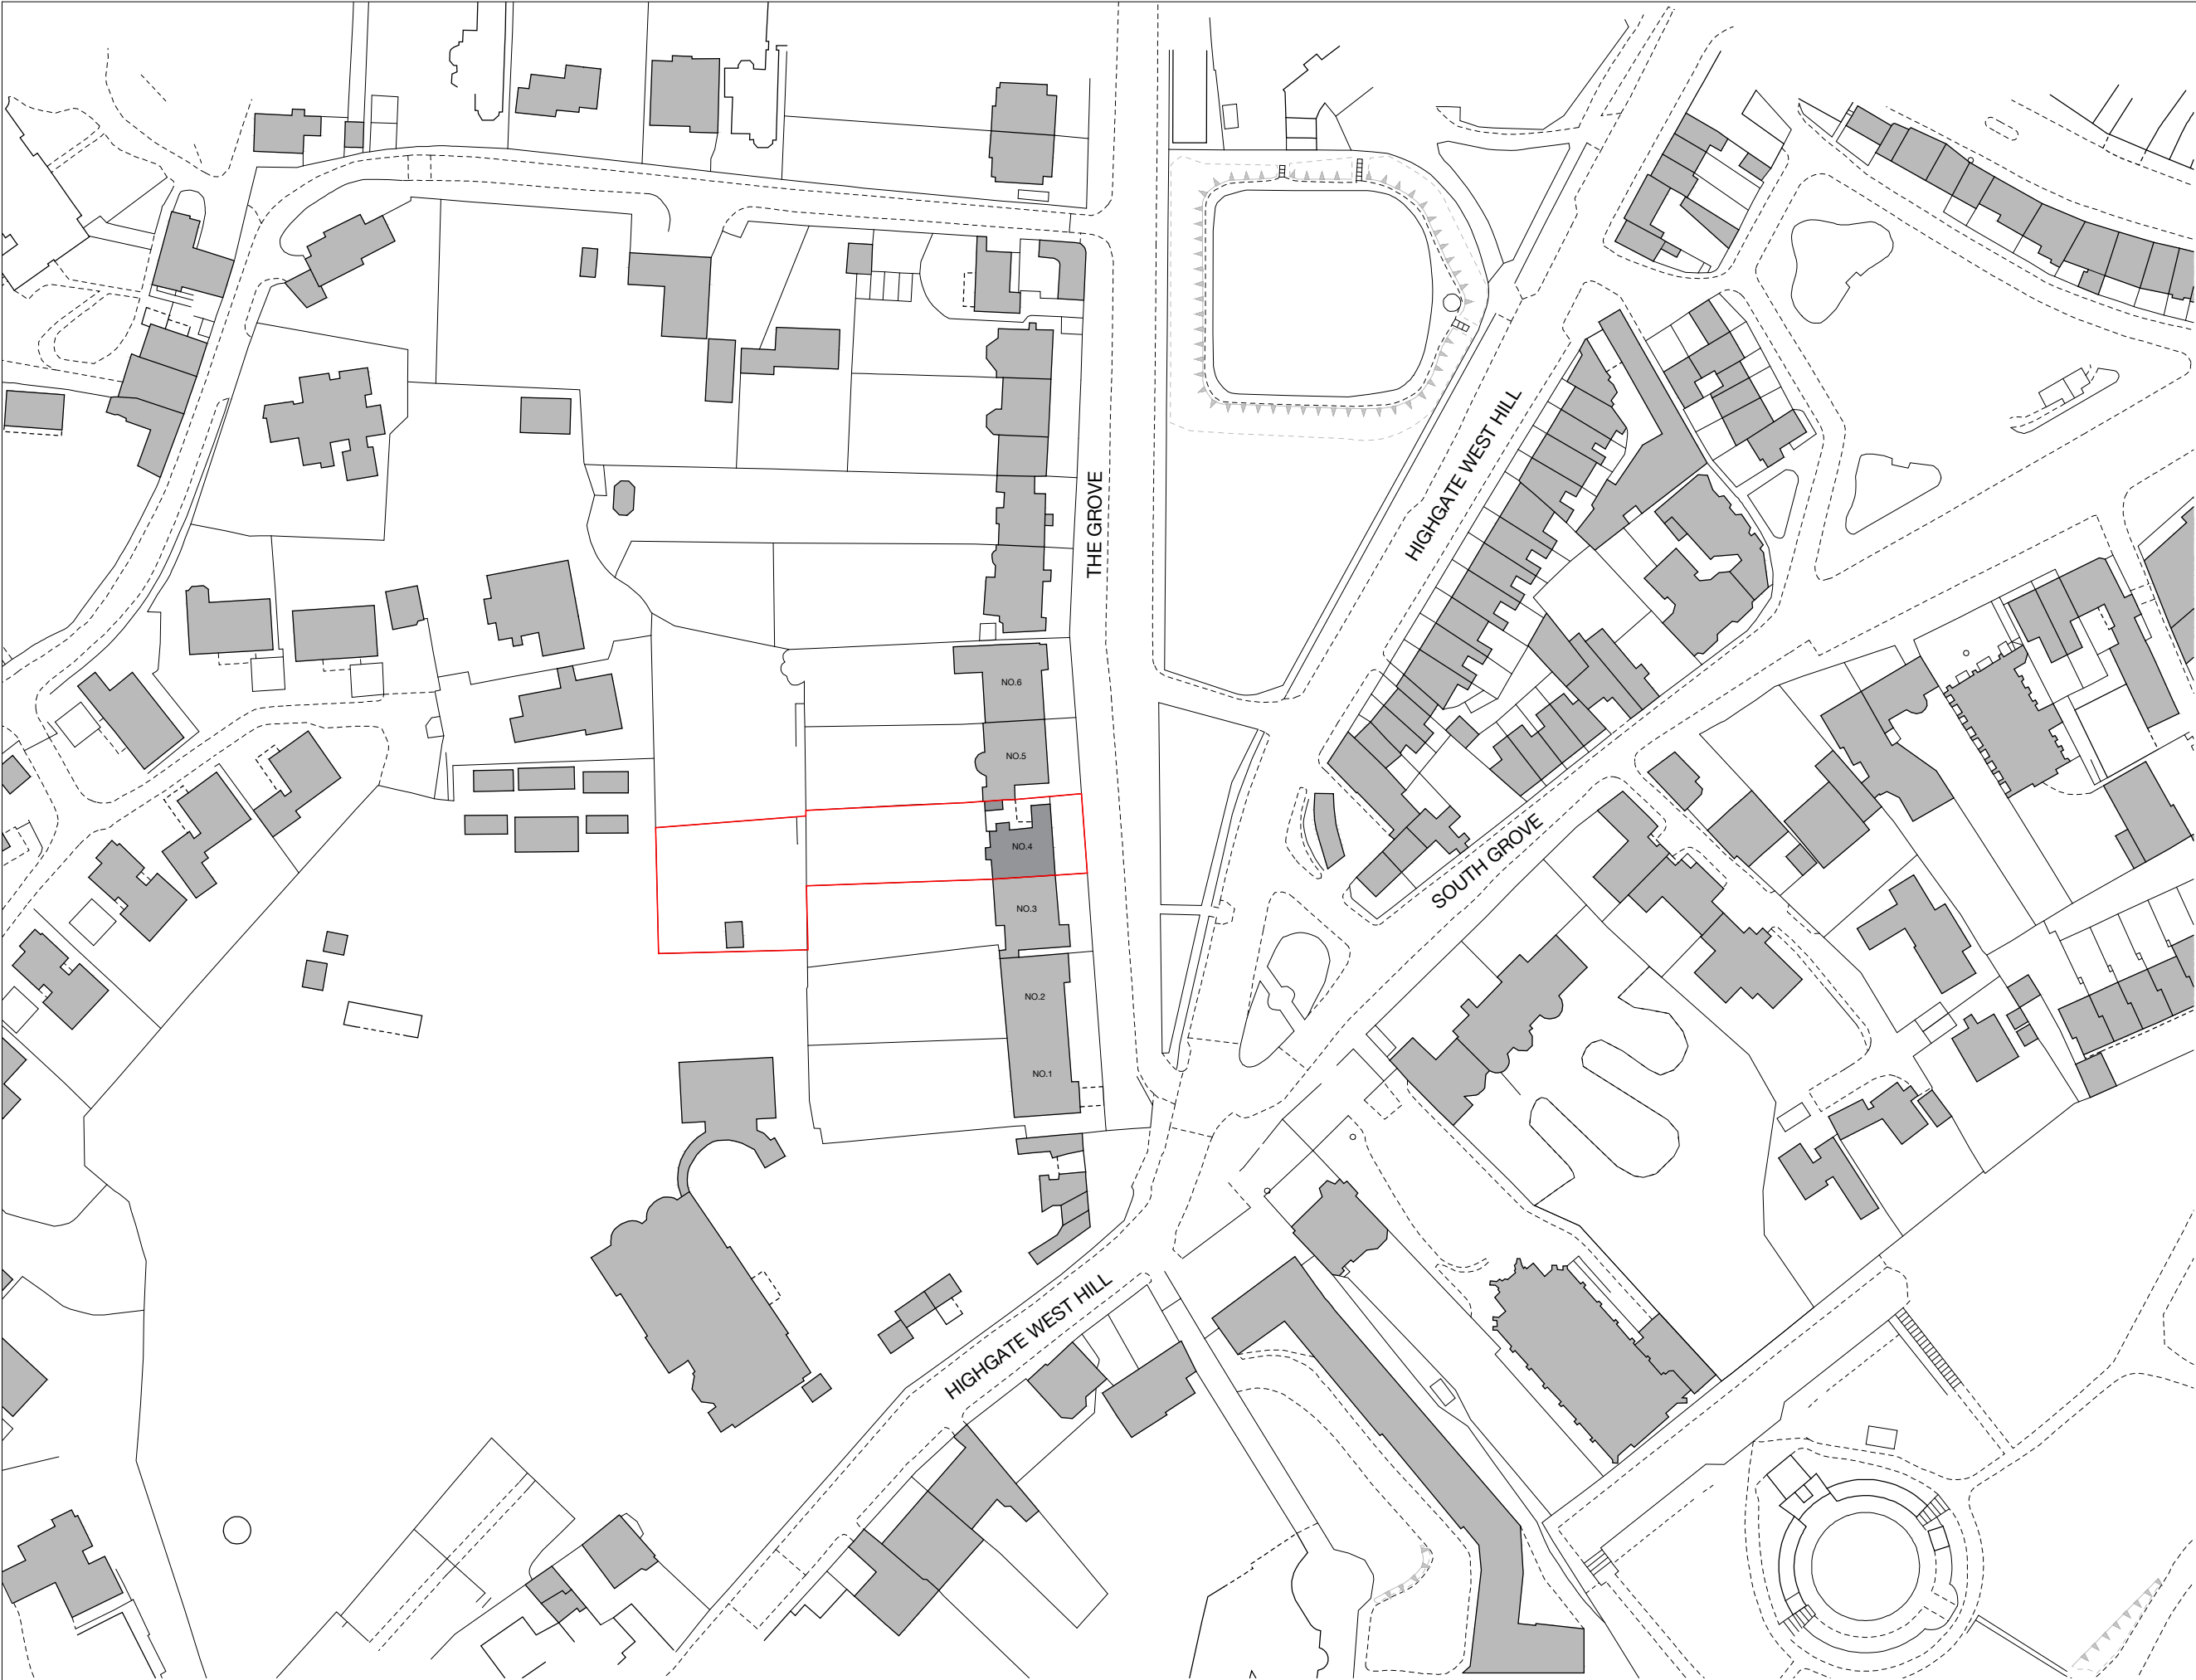 HIGHGATE WEST HILL
THE GROVE
NO.6
NO.5
NO.4
SOUTH GROVE
NO.3
NO.2
NO.1
HIGHGATE WEST HILL